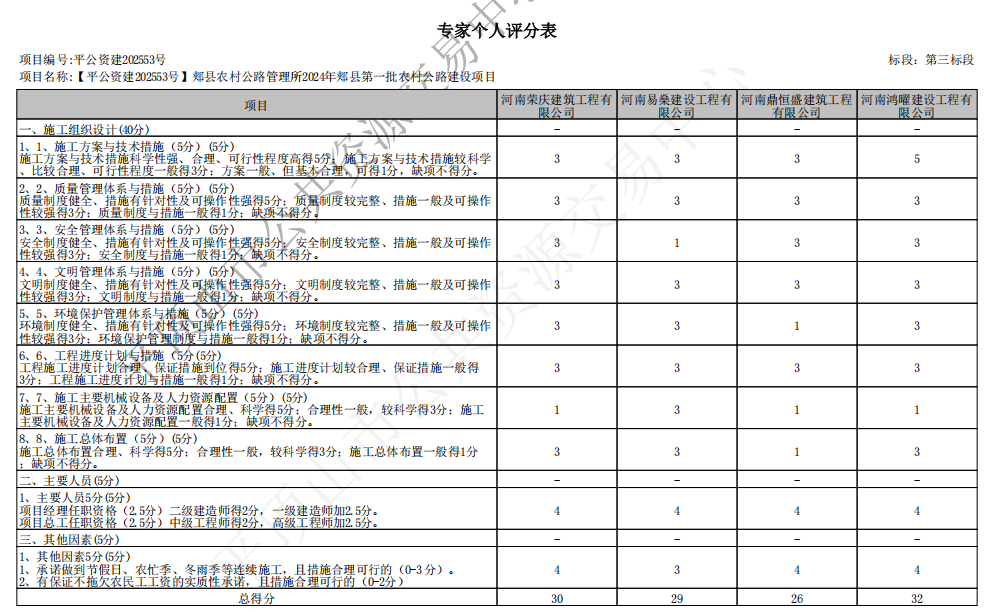 专家个人评分表
项目编号:平公资建202553号
标段: 第三标段
项目名称:【平公资建202553号】郏县农村公路管理所2024年郏县第一批农村公路建设项目
项目
河南荣庆建筑工程有
限公司
河南易燊建设工程有
限公司
河南鼎恒盛建筑工程
有限公司
河南鸿曜建设工程有
限公司
一、施工组织设计(40分)
－ － － －
1、1、施工方案与技术措施（5分）(5分)
施工方案与技术措施科学性强、合理、可行性程度高得5分；施工方案与技术措施较科学
、比较合理、可行性程度一般得3分；方案一般、但基本合理，可得1分，缺项不得分。
3 3 3 5
2、2、质量管理体系与措施（5分）(5分)
质量制度健全、措施有针对性及可操作性强得5分；质量制度较完整、措施一般及可操作
性较强得3分；质量制度与措施一般得1分；缺项不得分。
3 3 3 3
3、3、安全管理体系与措施（5分）(5分)
安全制度健全、措施有针对性及可操作性强得5分；安全制度较完整、措施一般及可操作
性较强得3分；安全制度与措施一般得1分；缺项不得分。
3 1 3 3
4、4、文明管理体系与措施（5分）(5分)
文明制度健全、措施有针对性及可操作性强得5分；文明制度较完整、措施一般及可操作
性较强得3分；文明制度与措施一般得1分；缺项不得分。
3 3 3 3
5、5、环境保护管理体系与措施（5分）(5分)
环境制度健全、措施有针对性及可操作性强得5分；环境制度较完整、措施一般及可操作
性较强得3分；环境保护管理制度与措施一般得1分；缺项不得分。
3 3 1 3
6、6、工程进度计划与措施（5分(5分)
工程施工进度计划合理、保证措施到位得5分；施工进度计划较合理、保证措施一般得
3分；工程施工进度计划与措施一般得1分；缺项不得分。
3 3 3 3
7、7、施工主要机械设备及人力资源配置（5分）(5分)
施工主要机械设备及人力资源配置合理、科学得5分；合理性一般，较科学得3分；施工
主要机械设备及人力资源配置一般得1分；缺项不得分。
1 3 1 1
8、8、施工总体布置（5分）(5分)
施工总体布置合理、科学得5分；合理性一般，较科学得3分；施工总体布置一般得1分
；缺项不得分。
3 3 1 3
二、主要人员(5分)
－ － － －
1、主要人员5分(5分)
项目经理任职资格（2.5分）二级建造师得2分，一级建造师加2.5分。
项目总工任职资格（2.5分）中级工程师得2分，高级工程师加2.5分。
4 4 4 4
三、其他因素(5分)
－ － － －
1、其他因素5分(5分)
1、承诺做到节假日、农忙季、冬雨季等连续施工，且措施合理可行的（0-3 分）。
2、有保证不拖欠农民工工资的实质性承诺，且措施合理可行的（0-2分）
4 3 4 4
总得分
30 29 26 32
平顶山市公共资源交易中心
平顶山市公共资源交易中心